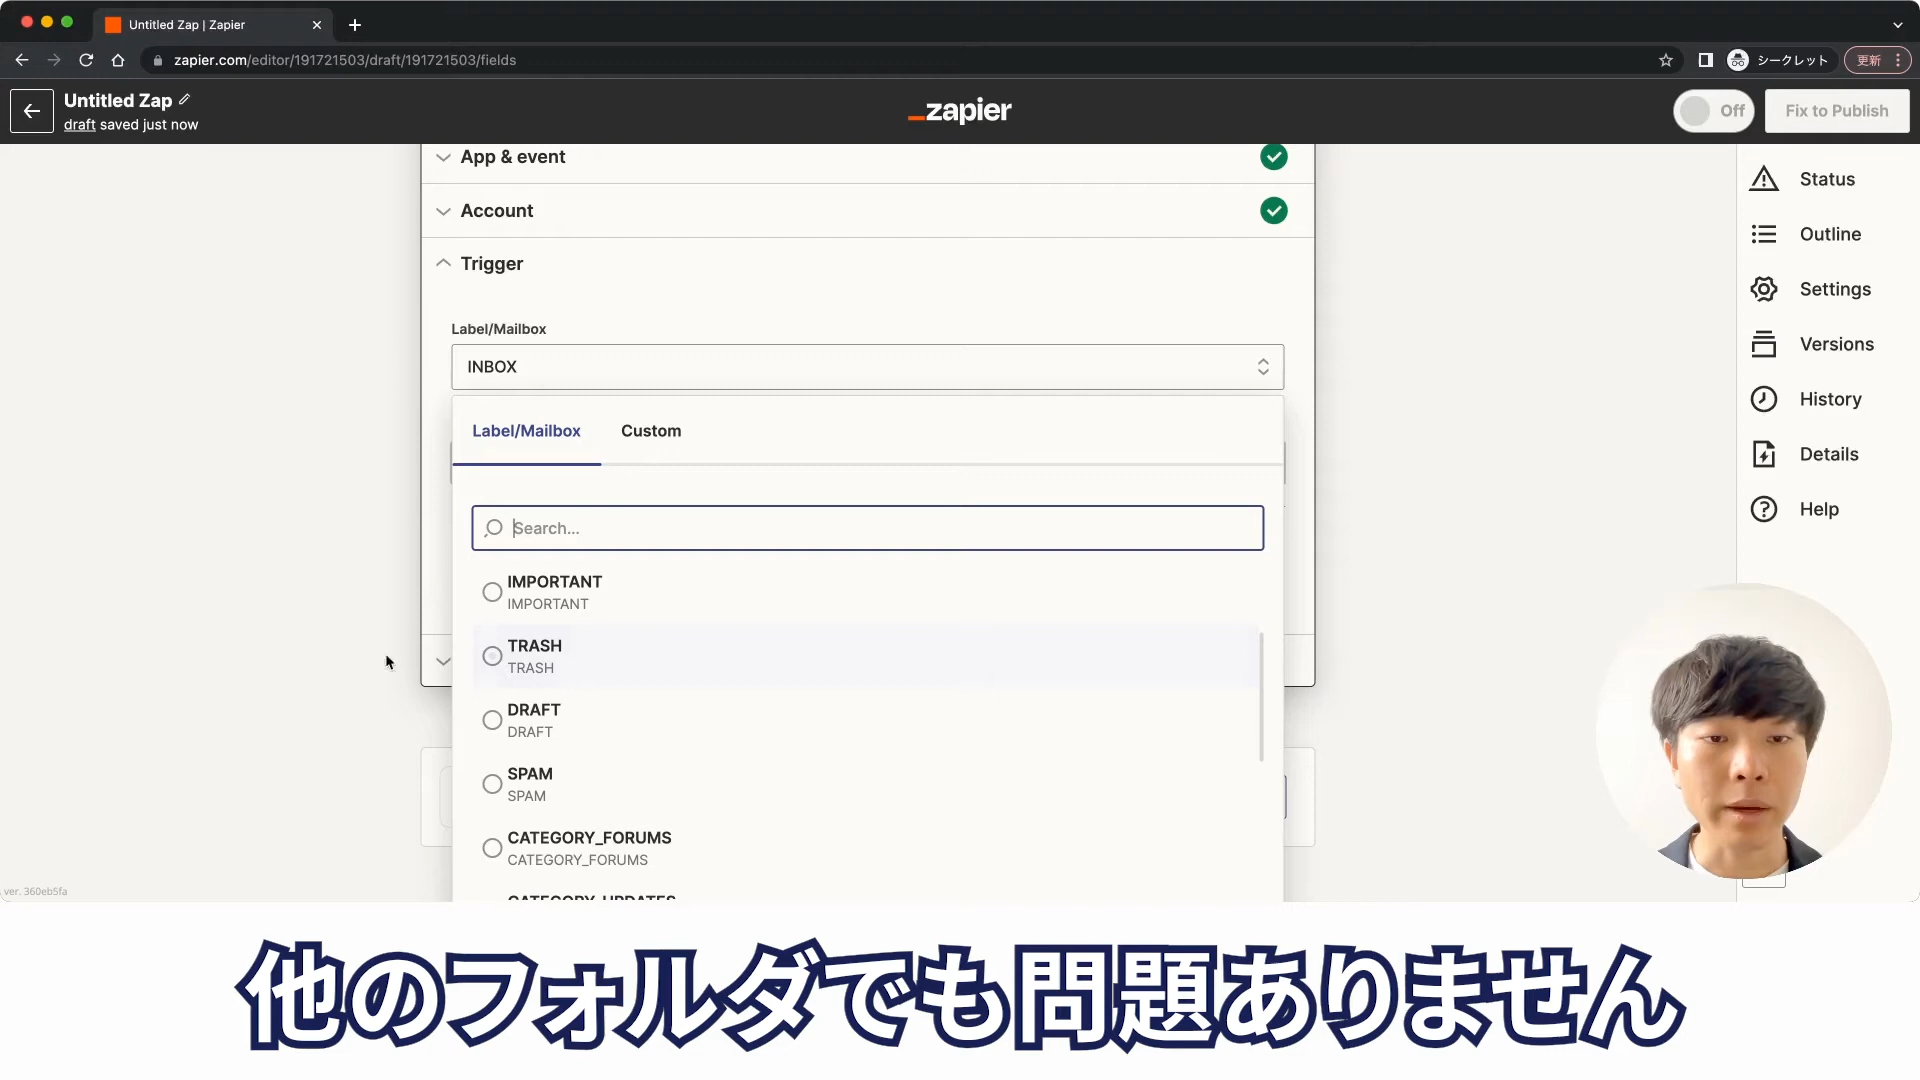 Untitled Zap | Zapier
zapier.com/editor/191721503/draft/191721503/fields
シークレット
更新
Untitled Zap
draft saved just now
zapier
Off
Fix to Publish
App & event
Account
Trigger
Label/Mailbox
INBOX
Label/Mailbox
Custom
Search...
IMPORTANT
IMPORTANT
TRASH
TRASH
DRAFT
DRAFT
SPAM
SPAM
CATEGORY_FORUMS
CATEGORY_FORUMS
CATEGORY_UPDATES
Status
Outline
Settings
Versions
History
Details
Help
ver. 360eb5fa
他のフォルダでも問題ありません